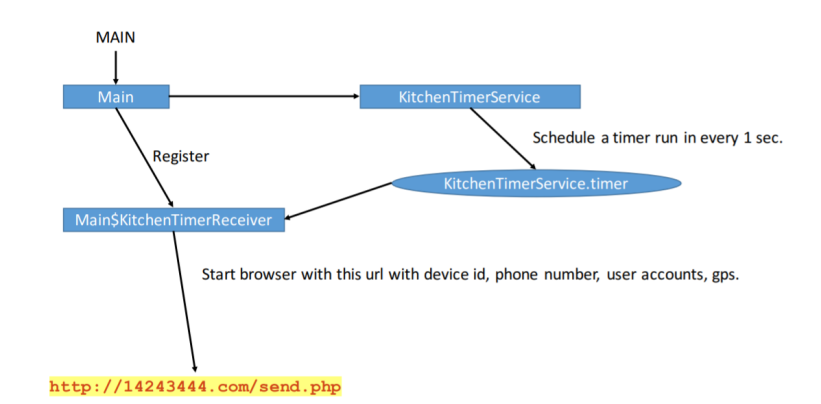 MAIN
Main
KitchenTimerService
Schedule a timer run in every 1 sec.
Register
KitchenTimerService.timer
Main$KitchenTimerReceiver
Start browser with this url with device id, phone number, user accounts, gps.
http://14243444.com/send.php